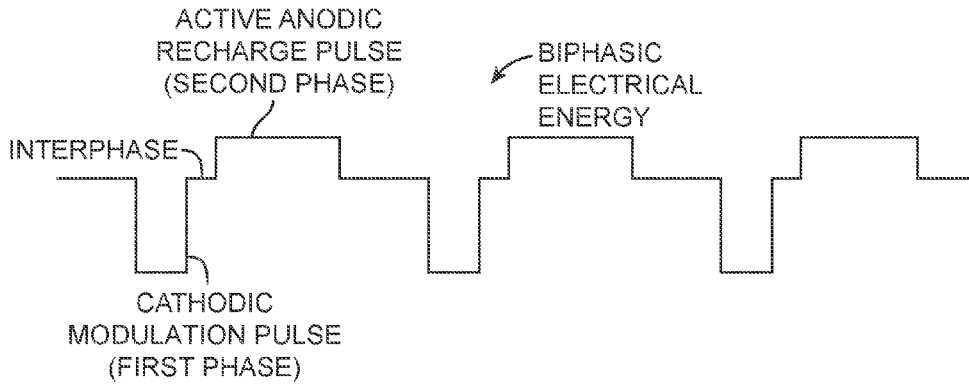 ACTIVE ANODIC
RECHARGE PULSE
(SECOND PHASE)
BIPHASIC
ELECTRICAL
ENERGY
INTERPHASE
CATHODIC
MODULATION PULSE
(FIRST PHASE)